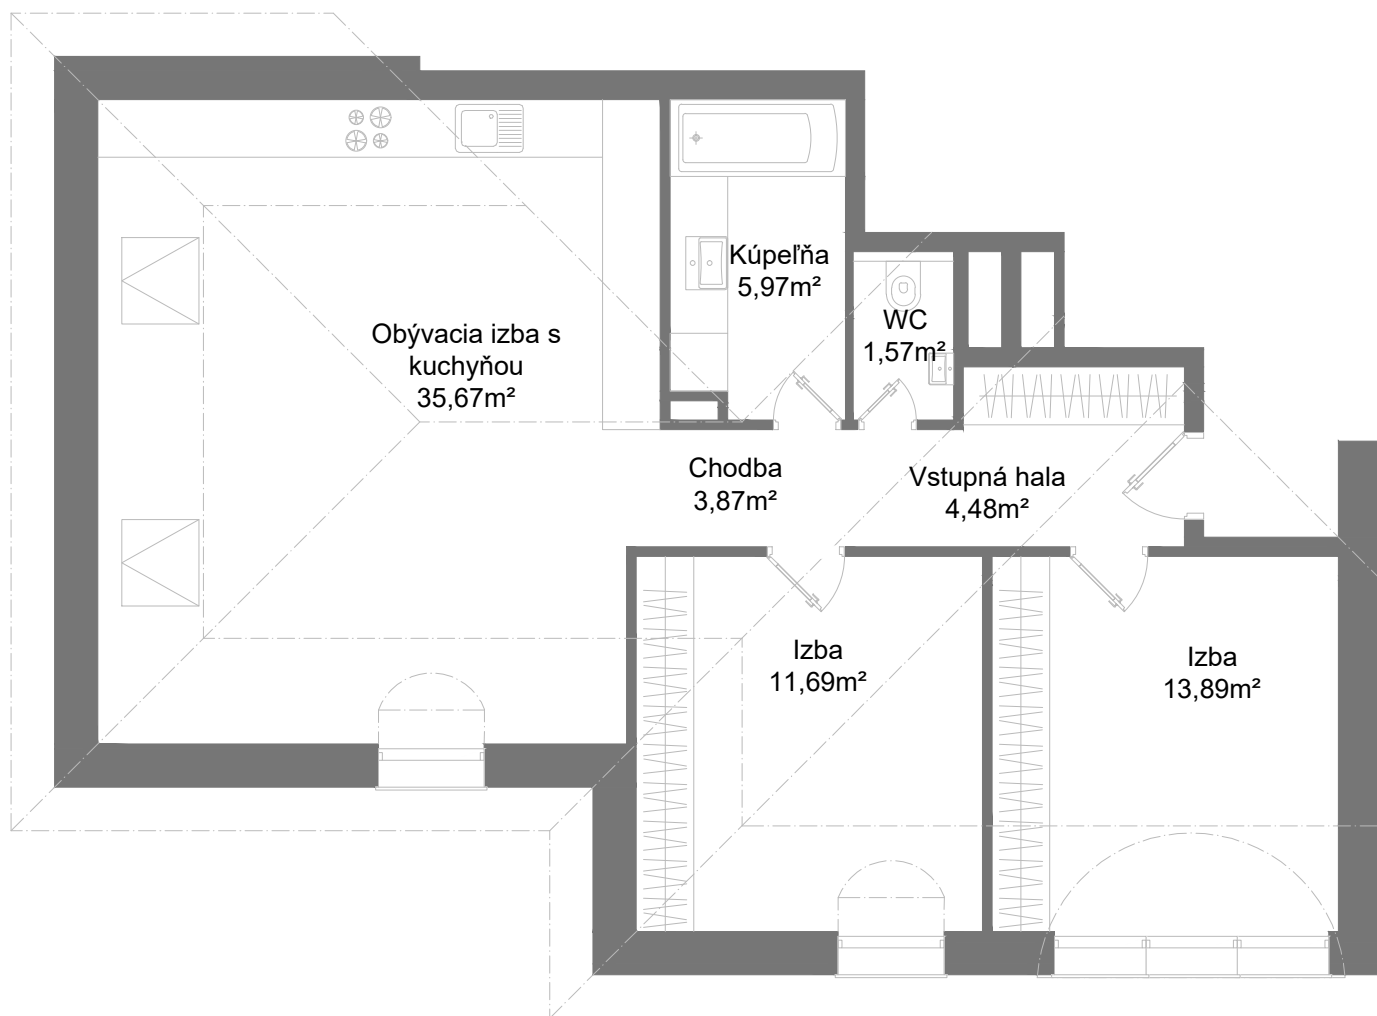 Kúpeľňa
5,97m²
WC
1,57m²
Obývacia izba s
kuchyňou
35,67m²
Chodba
3,87m²
Vstupná hala
4,48m²
Izba
11,69m²
Izba
13,89m²